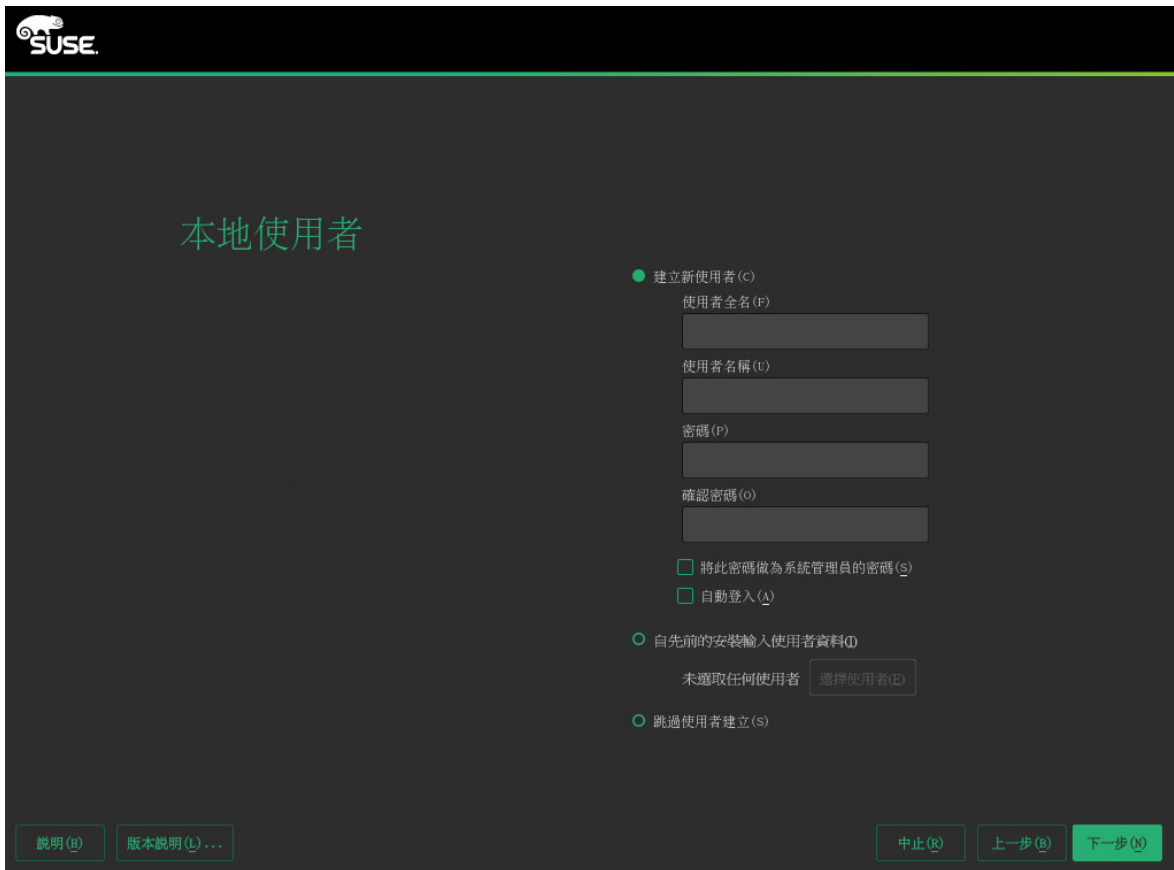 SUSE.
本地使用者
建立新使用者(C)
使用者全名(F)
使用者名稱(U)
密碼(P)
確認密碼(O)
將此密碼做為系統管理員的密碼(S)
自動登入(A)
自先前的安裝輸入使用者資料(I)
未選取任何使用者 選擇使用者(E)
跳過使用者建立(S)
說明(H) 版本說明(L)... 中止(R) 上一步(B) 下一步(N)